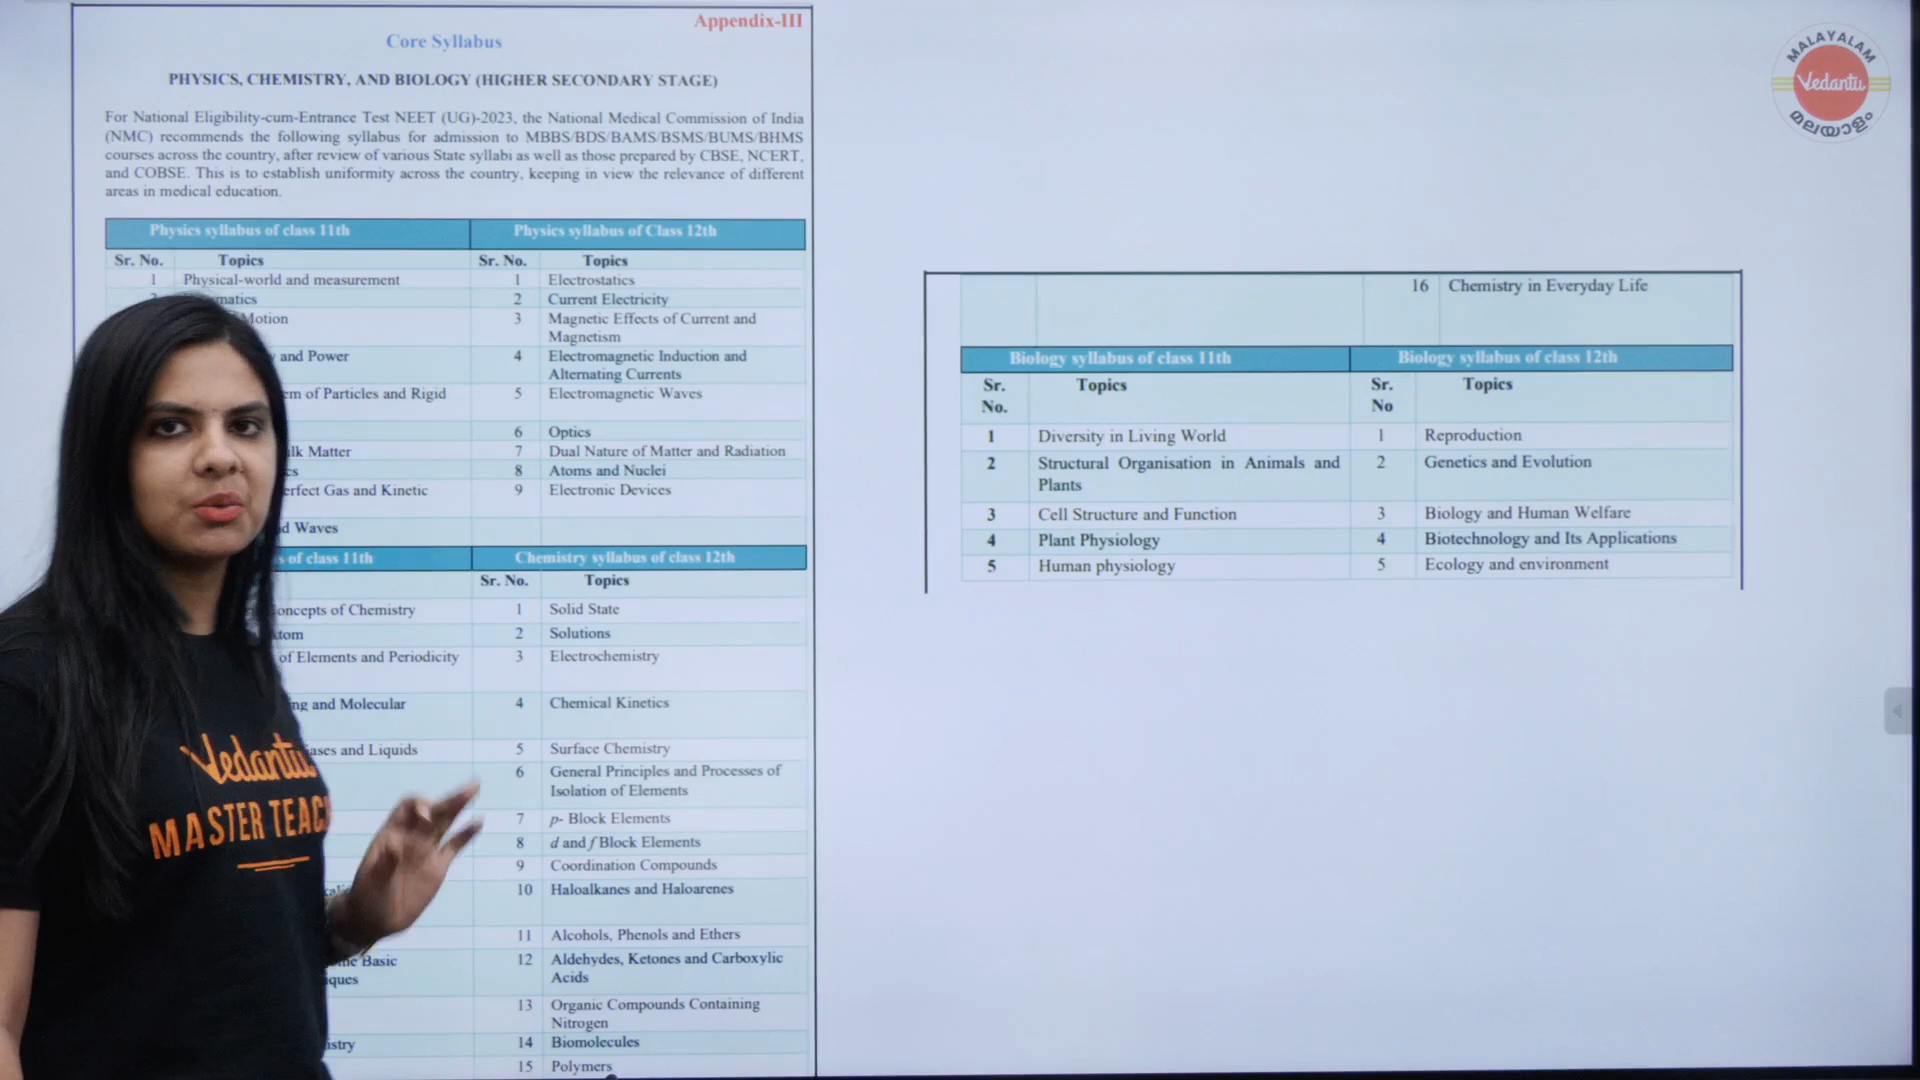 Appendix-III
Core Syllabus
PHYSICS, CHEMISTRY, AND BIOLOGY (HIGHER SECONDARY STAGE)
For National Eligibility-cum-Entrance Test NEET (UG)-2023, the National Medical Commission of India
(NMC) recommends the following syllabus for admission to MBBS/BDS/BAMS/BSMS/BUMS/BHMS
courses across the country, after review of various State syllabi as well as those prepared by CBSE, NCERT,
and COBSE. This is to establish uniformity across the country, keeping in view the relevance of different
areas in medical education.
Physics syllabus of class 11th Physics syllabus of Class 12th
Sr. No. Topics Sr. No. Topics
1 Physical-world and measurement 1 Electrostatics
2 Current Electricity
Motion 3 Magnetic Effects of Current and
Magnetism
and Power 4 Electromagnetic Induction and
Alternating Currents
of Particles and Rigid 5 Electromagnetic Waves
6 Optics
Matter 7 Dual Nature of Matter and Radiation
8 Atoms and Nuclei
Gas and Kinetic 9 Electronic Devices
Waves
of class 11th Chemistry syllabus of class 12th
Sr. No. Topics
of Chemistry 1 Solid State
2 Solutions
of Elements and Periodicity 3 Electrochemistry
and Molecular 4 Chemical Kinetics
and Liquids 5 Surface Chemistry
6 General Principles and Processes of
Isolation of Elements
7 p- Block Elements
8 d and f Block Elements
9 Coordination Compounds
10 Haloalkanes and Haloarenes
11 Alcohols, Phenols and Ethers
Basic 12 Aldehydes, Ketones and Carboxylic
Acids
13 Organic Compounds Containing
Nitrogen
14 Biomolecules
15 Polymers
16 Chemistry in Everyday Life
Biology syllabus of class 11th Biology syllabus of class 12th
Sr. Topics Sr. Topics
No. No
1 Diversity in Living World 1 Reproduction
2 Structural Organisation in Animals and 2 Genetics and Evolution
Plants
3 Cell Structure and Function 3 Biology and Human Welfare
4 Plant Physiology 4 Biotechnology and Its Applications
5 Human physiology 5 Ecology and environment
MALAYALAM
Vedantu
മലയാളം
Vedantu
MASTER